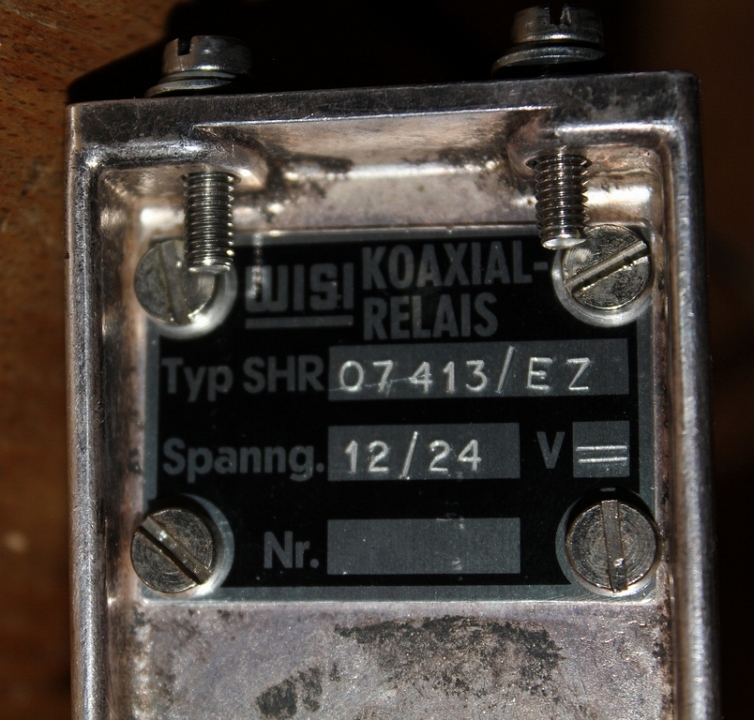 WISI KOAXIAL-
RELAIS
Typ SHR 07413/EZ
Spanng. 12/24 V =
Nr.